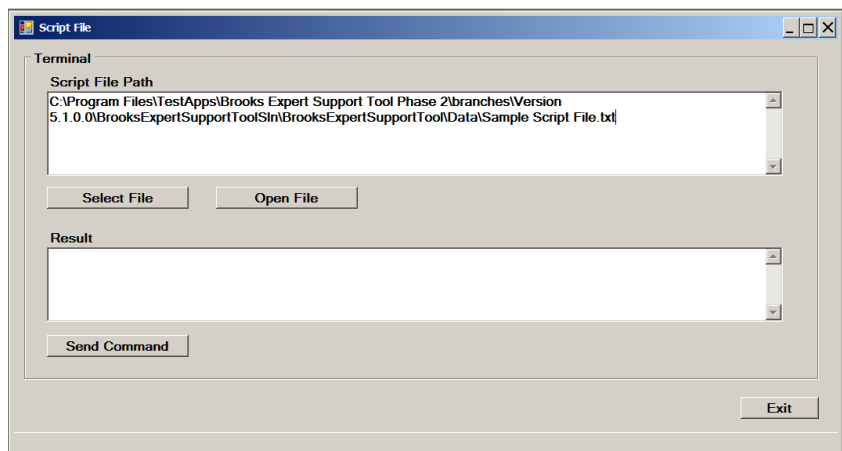 Script File
Terminal
Script File Path
C:\Program Files\TestApps\Brooks Expert Support Tool Phase 2\branches\Version
5.1.0.0\BrooksExpertSupportToolSln\BrooksExpertSupportTool\Data\Sample Script File.txt
Select File
Open File
Result
Send Command
Exit